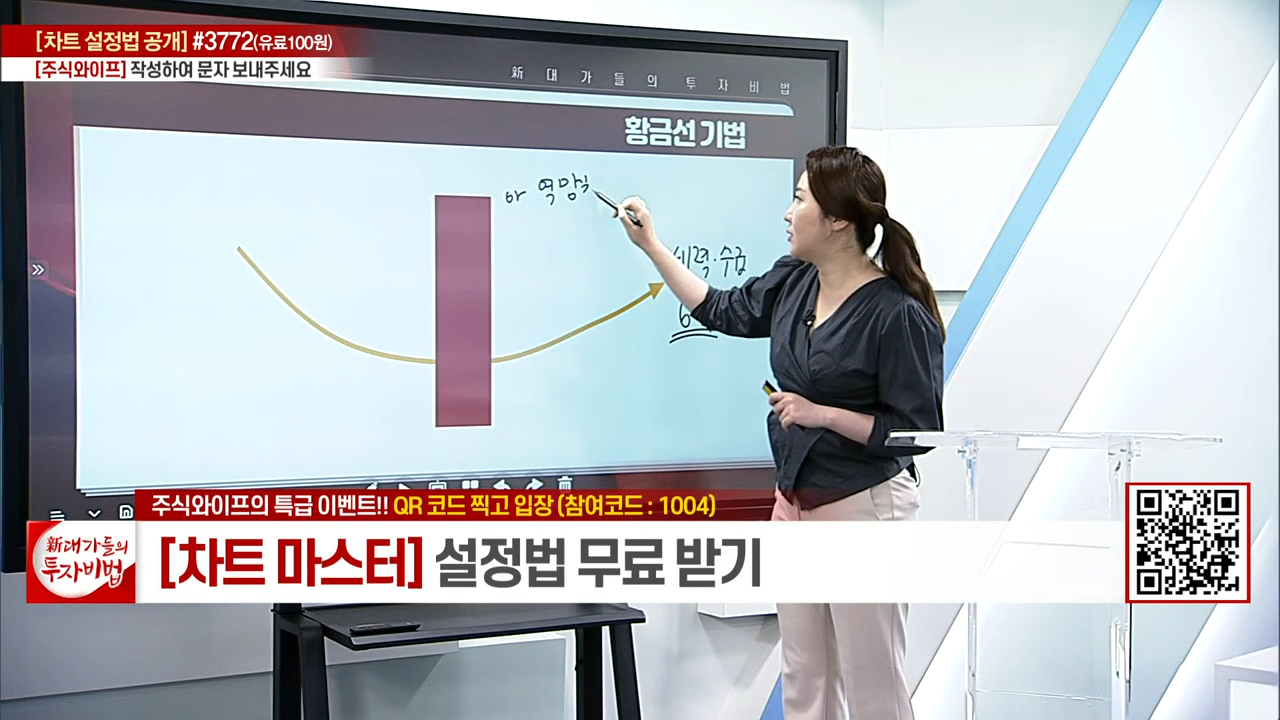 [차트 설정법 공개] #3772(유료100원)
[주식와이프] 작성하여 문자 보내주세요
新 대 가 들 의 투 자 비 법
황금선 기법
역망
세력·수급
6
주식와이프의 특급 이벤트!! QR 코드 찍고 입장 (참여코드 : 1004)
新대가들의
투자비법
[차트 마스터] 설정법 무료 받기